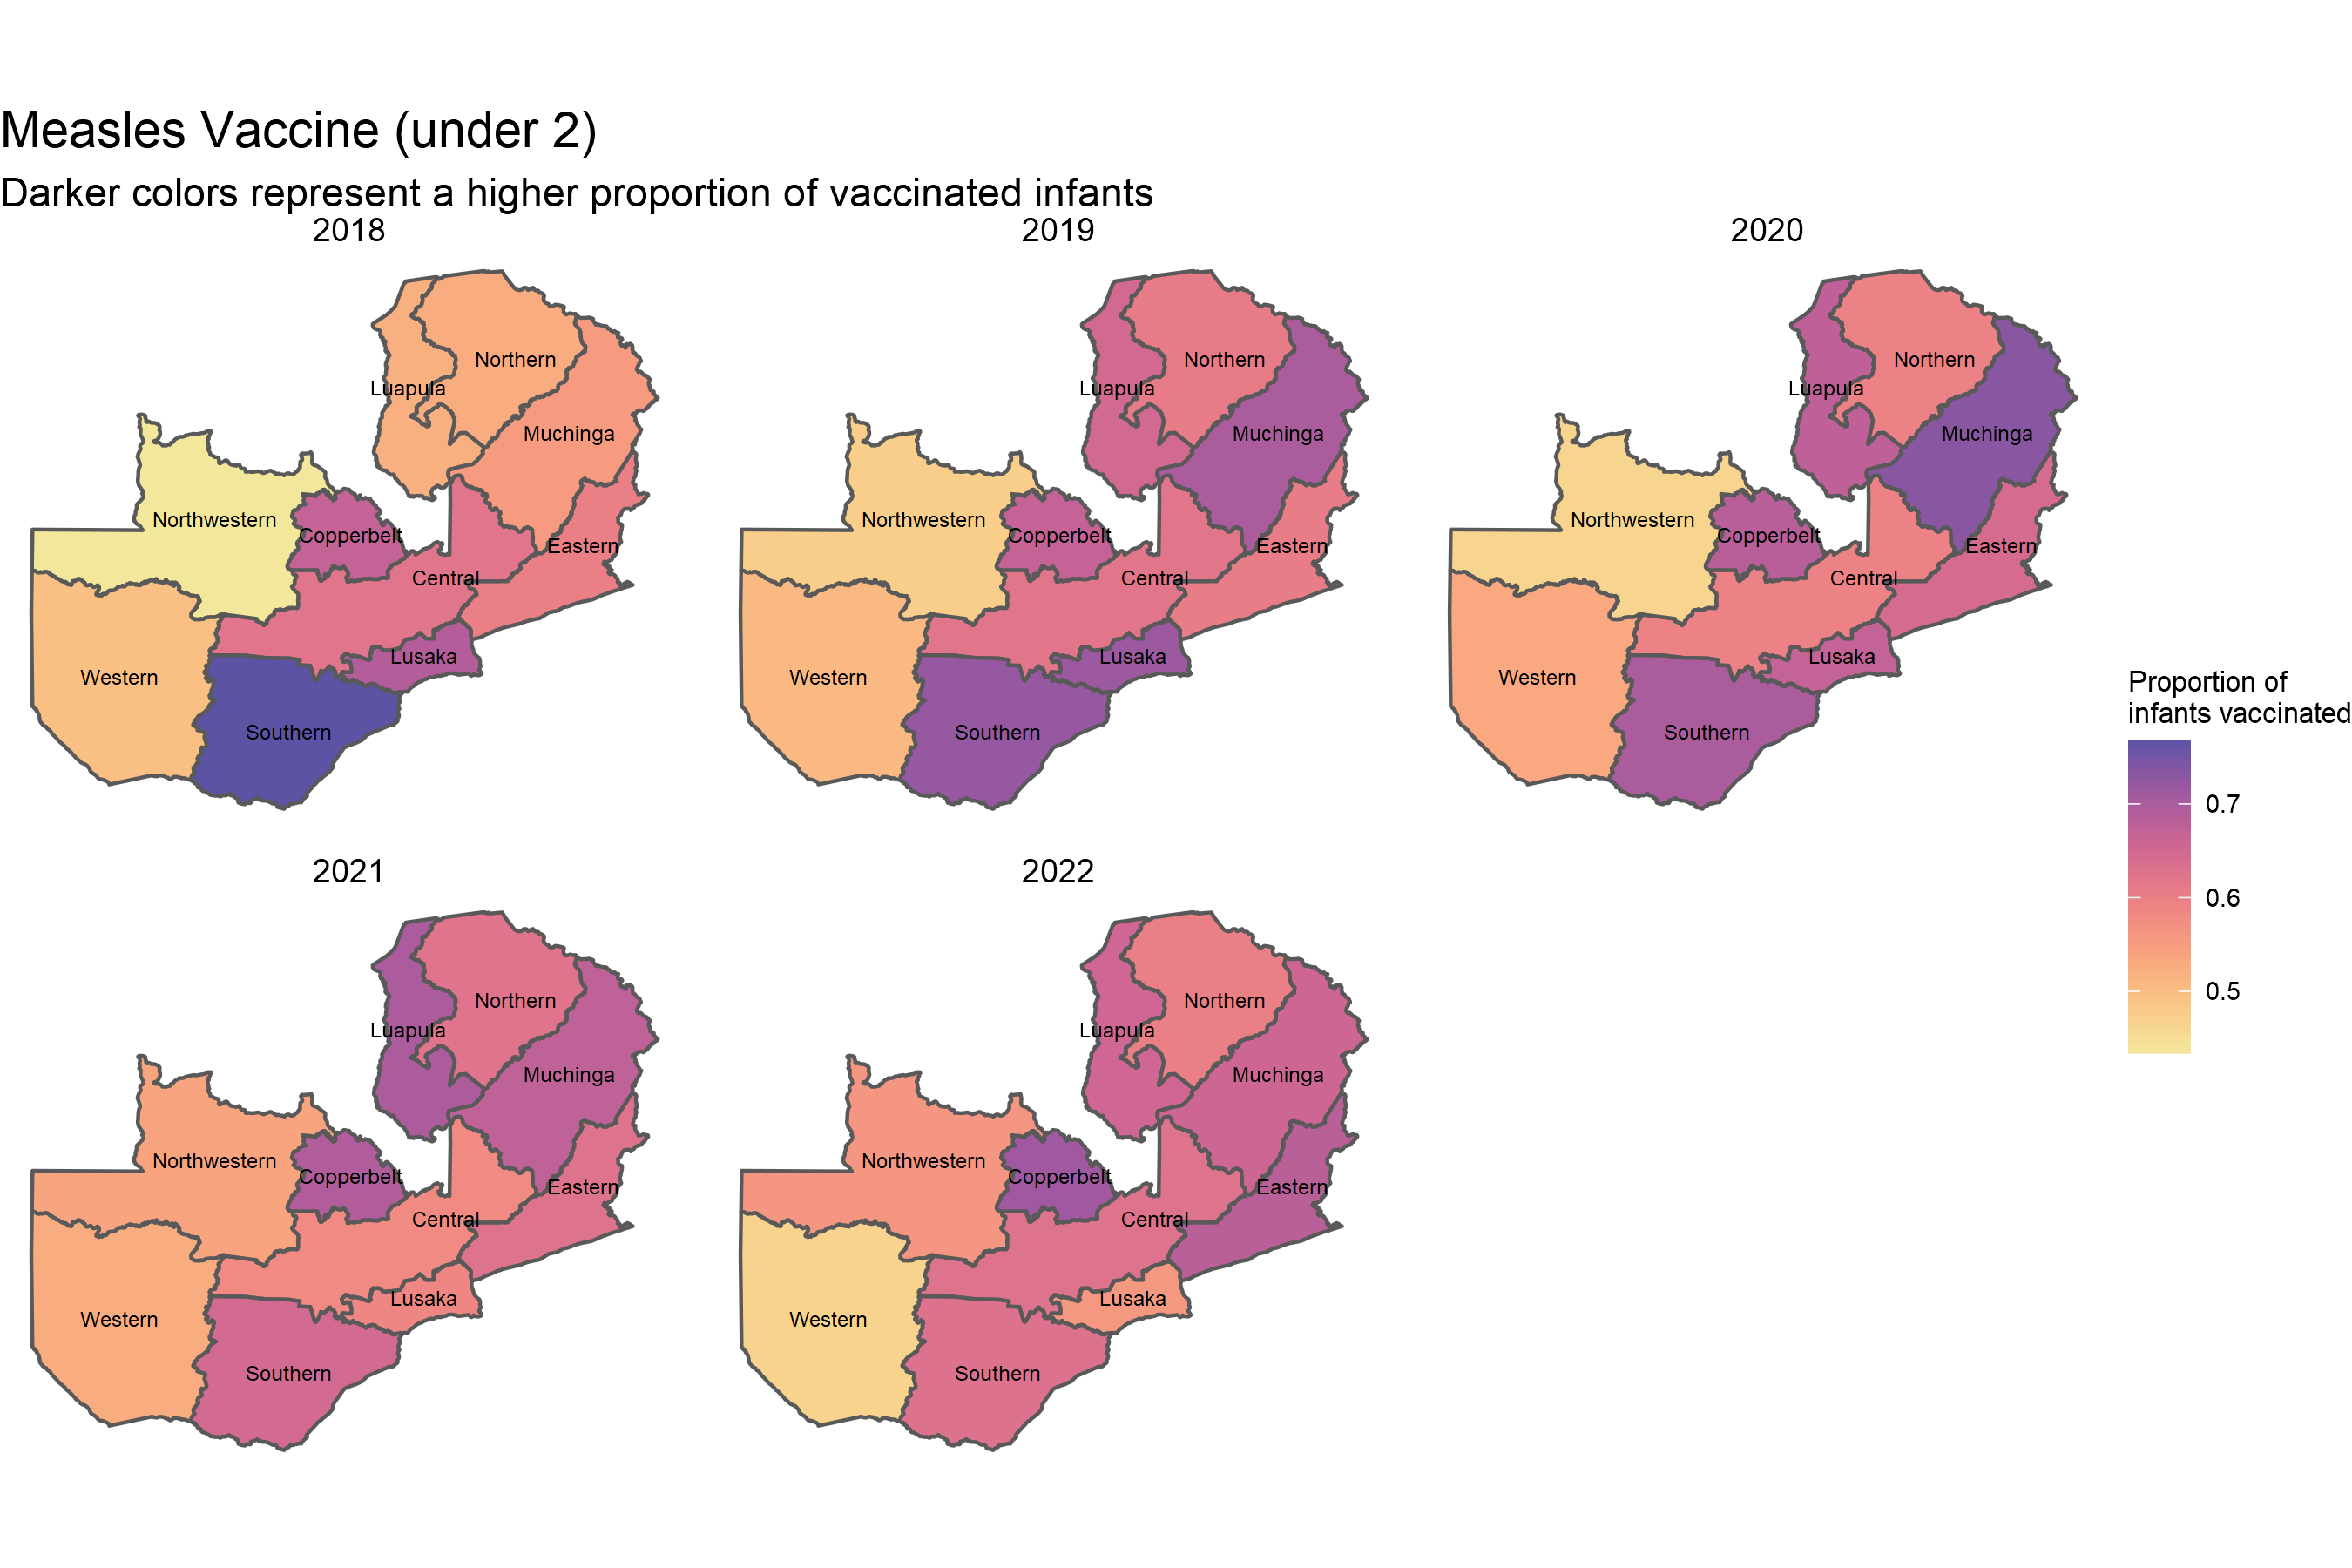 Measles Vaccine (under 2)
Darker colors represent a higher proportion of vaccinated infants
2018
Northern
Luapula
Muchinga
Northwestern
Copperbelt
Eastern
Central
Lusaka
Western
Southern
2019
Northern
Luapula
Muchinga
Northwestern
Copperbelt
Eastern
Central
Lusaka
Western
Southern
2020
Northern
Luapula
Muchinga
Northwestern
Copperbelt
Eastern
Central
Lusaka
Western
Southern
2021
Northern
Luapula
Muchinga
Northwestern
Copperbelt
Eastern
Central
Lusaka
Western
Southern
2022
Northern
Luapula
Muchinga
Northwestern
Copperbelt
Eastern
Central
Lusaka
Western
Southern
Proportion of
infants vaccinated
0.7
0.6
0.5